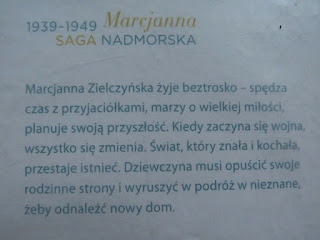 1939-1949 Marcjanna
SAGA NADMORSKA
Marcjanna Zielczyńska żyje beztrosko – spędza
czas z przyjaciółkami, marzy o wielkiej miłości,
planuje swoją przyszłość. Kiedy zaczyna się wojna,
wszystko się zmienia. Świat, który znała i kochała,
przestaje istnieć. Dziewczyna musi opuścić swoje
rodzinne strony i wyruszyć w podróż w nieznane,
żeby odnaleźć nowy dom.